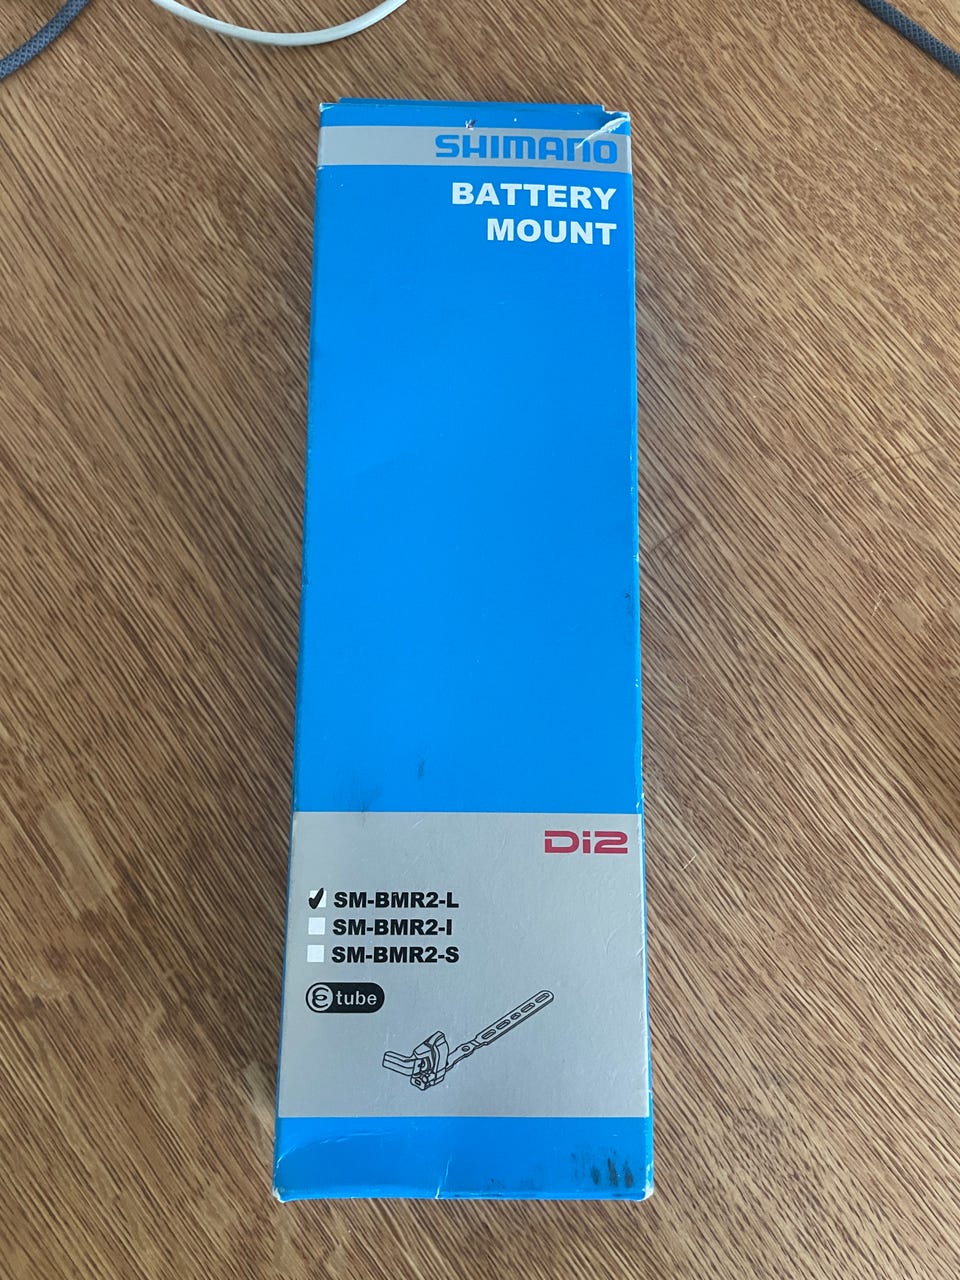 SHIMANO
BATTERY
MOUNT
Di2
SM-BMR2-L
SM-BMR2-I
SM-BMR2-S
e tube